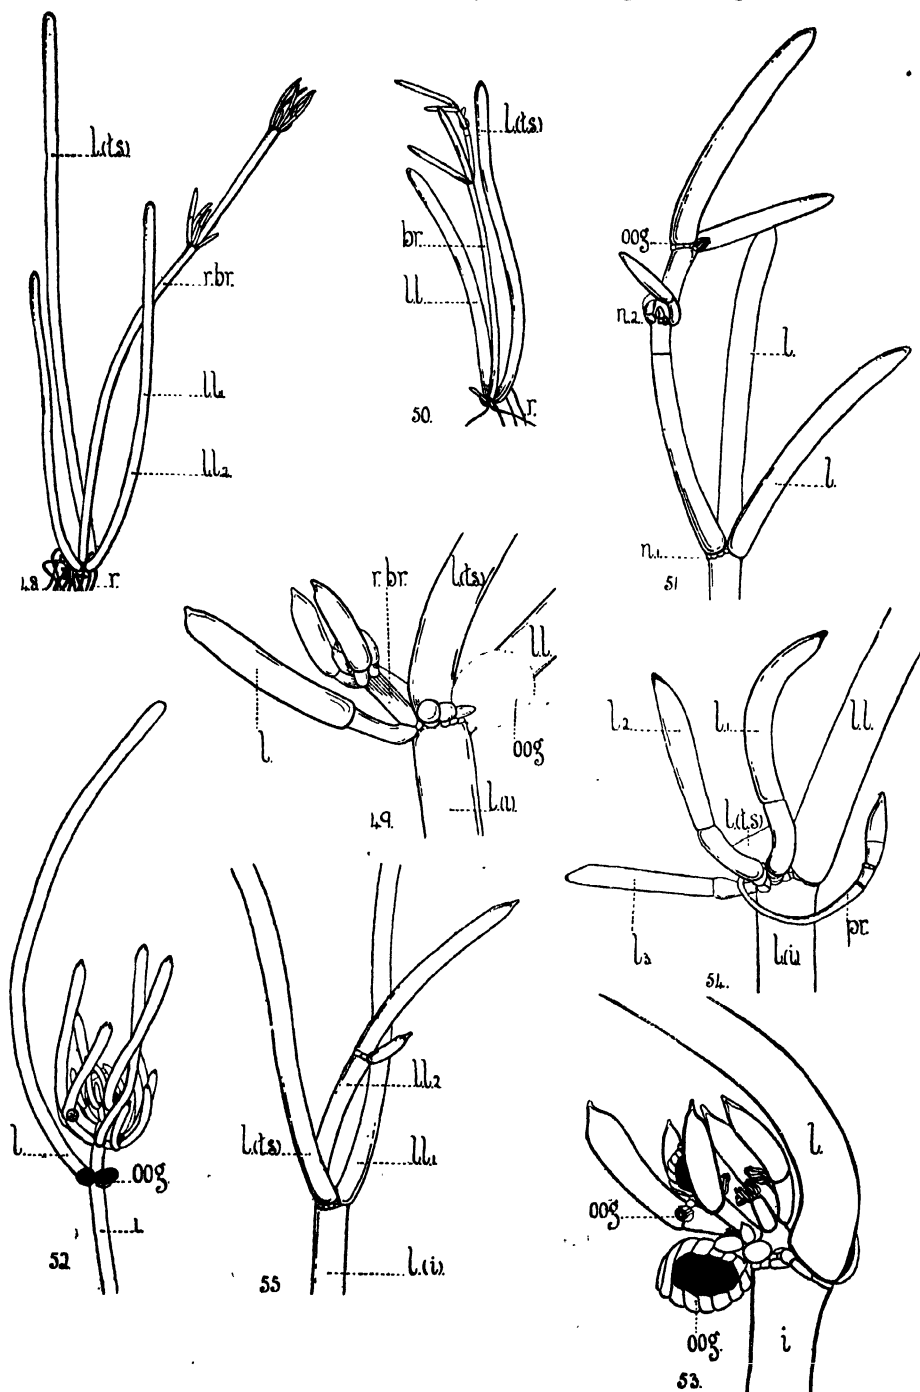 l.(t.s)
r.br.
l.l.1
l.l.2
r.
48.
l.(t.s)
br.
l.l.
r.
50.
oog
n.2.
l.
l.
n.1
51
r.br.
l.(t.s)
l.l.
oog
l.
l.(i.)
49.
l.2
l.1
l.l.
l.(t.s)
l.3
l.(i.)
pr.
54.
l.
oog.
52
l.l.2
l.(t.s)
l.l.1
l.(i).
55
l.
oog.
oog.
i
53.